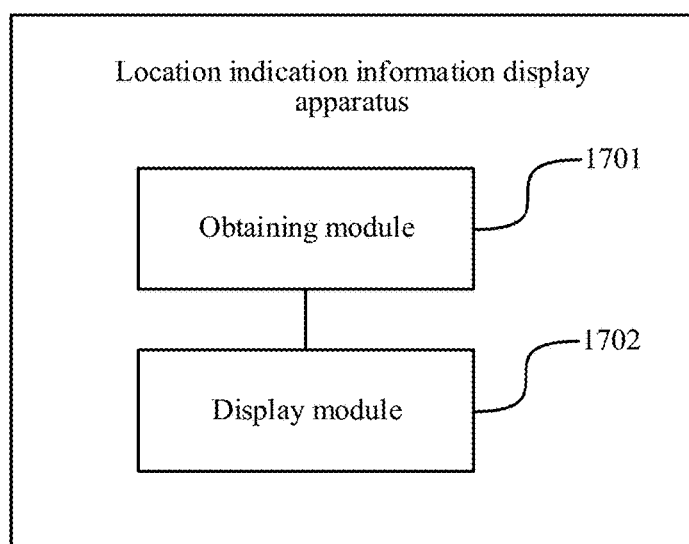 Location indication information display
apparatus
1701
Obtaining module
1702
Display module